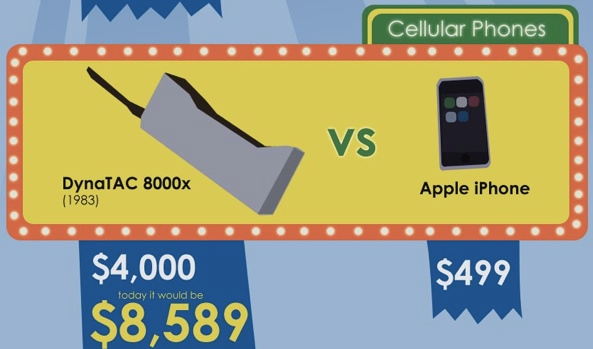 Cellular Phones
VS
DynaTAC 8000x
(1983)
Apple iPhone
$4,000
today it would be
$8,589
$499